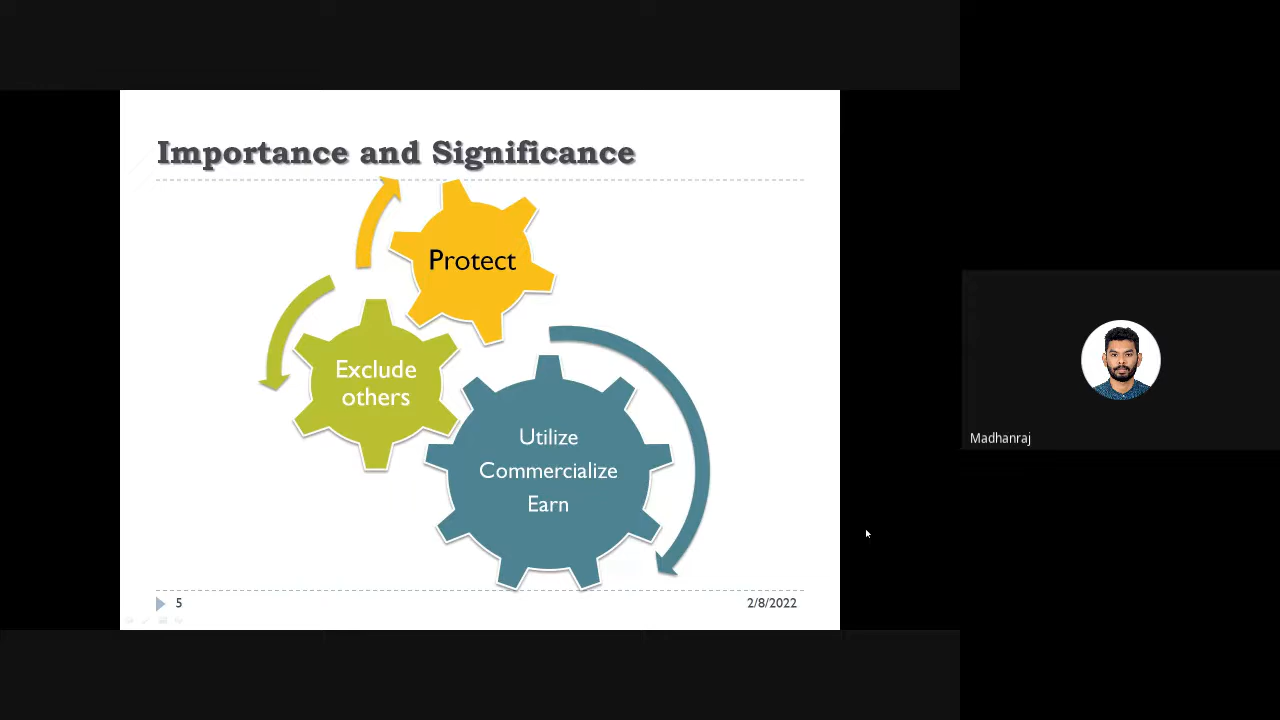 Importance and Significance
Protect
Exclude
others
Utilize
Commercialize
Earn
5
2/8/2022
Madhanraj